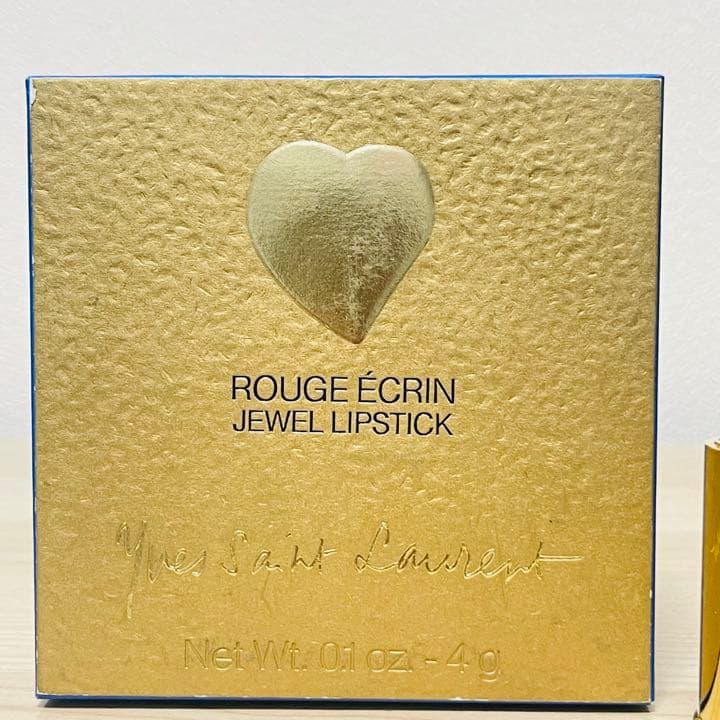 ROUGE ÉCRIN
JEWEL LIPSTICK
Yves Saint Laurent
Net Wt. 0.1 oz. - 4 g